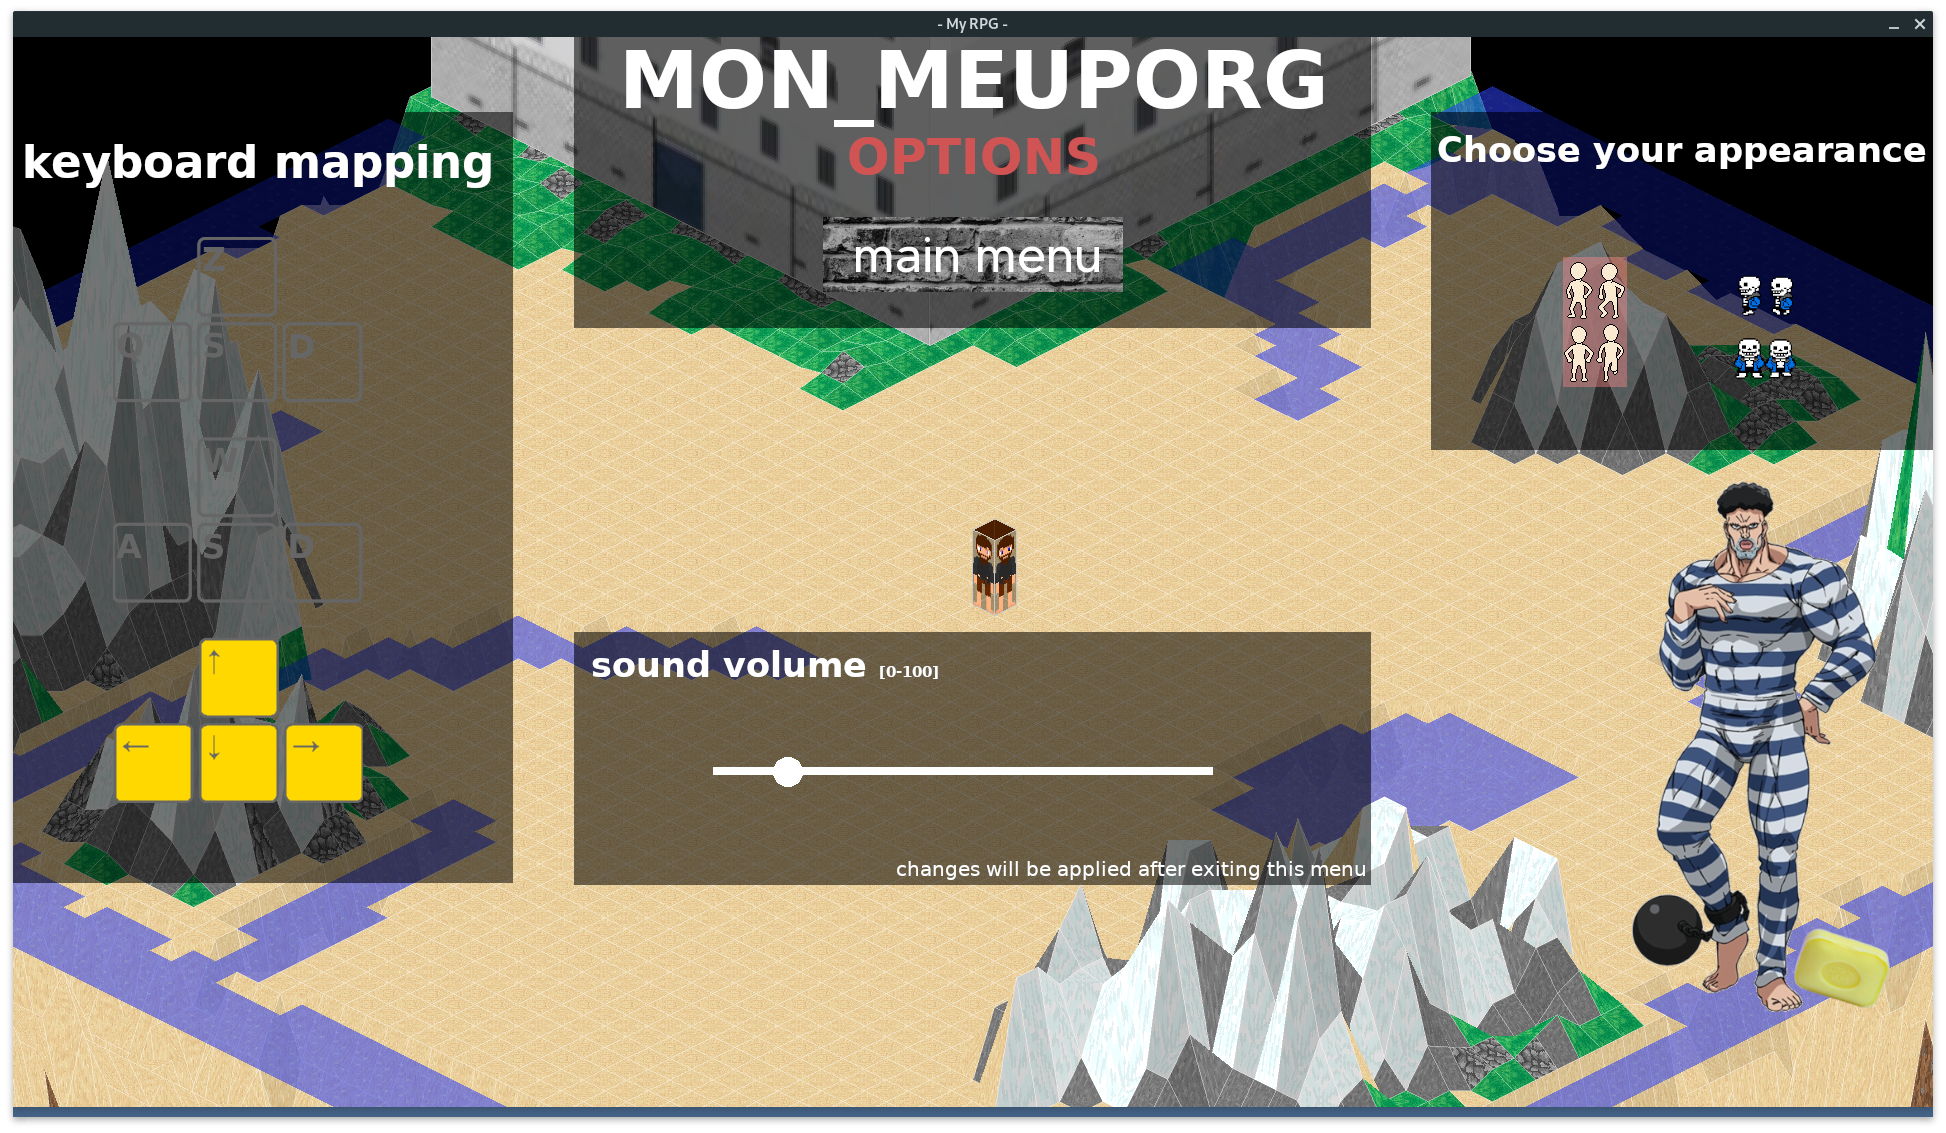 - My RPG -
MON_MEUPORG
OPTIONS
main menu
keyboard mapping
Z
Q S D
W
A S D
↑
← ↓ →
Choose your appearance
sound volume [0-100]
changes will be applied after exiting this menu